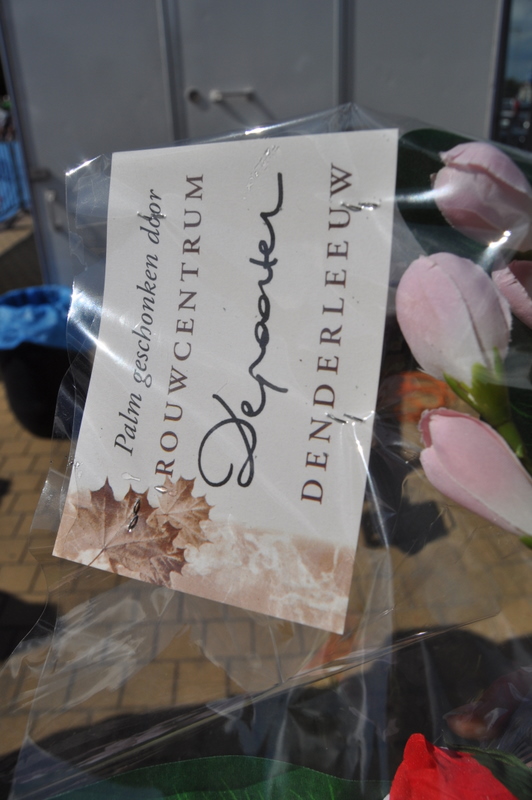 Palm geschonken door
ROUWCENTRUM
Depoorter
DENDERLEEUW